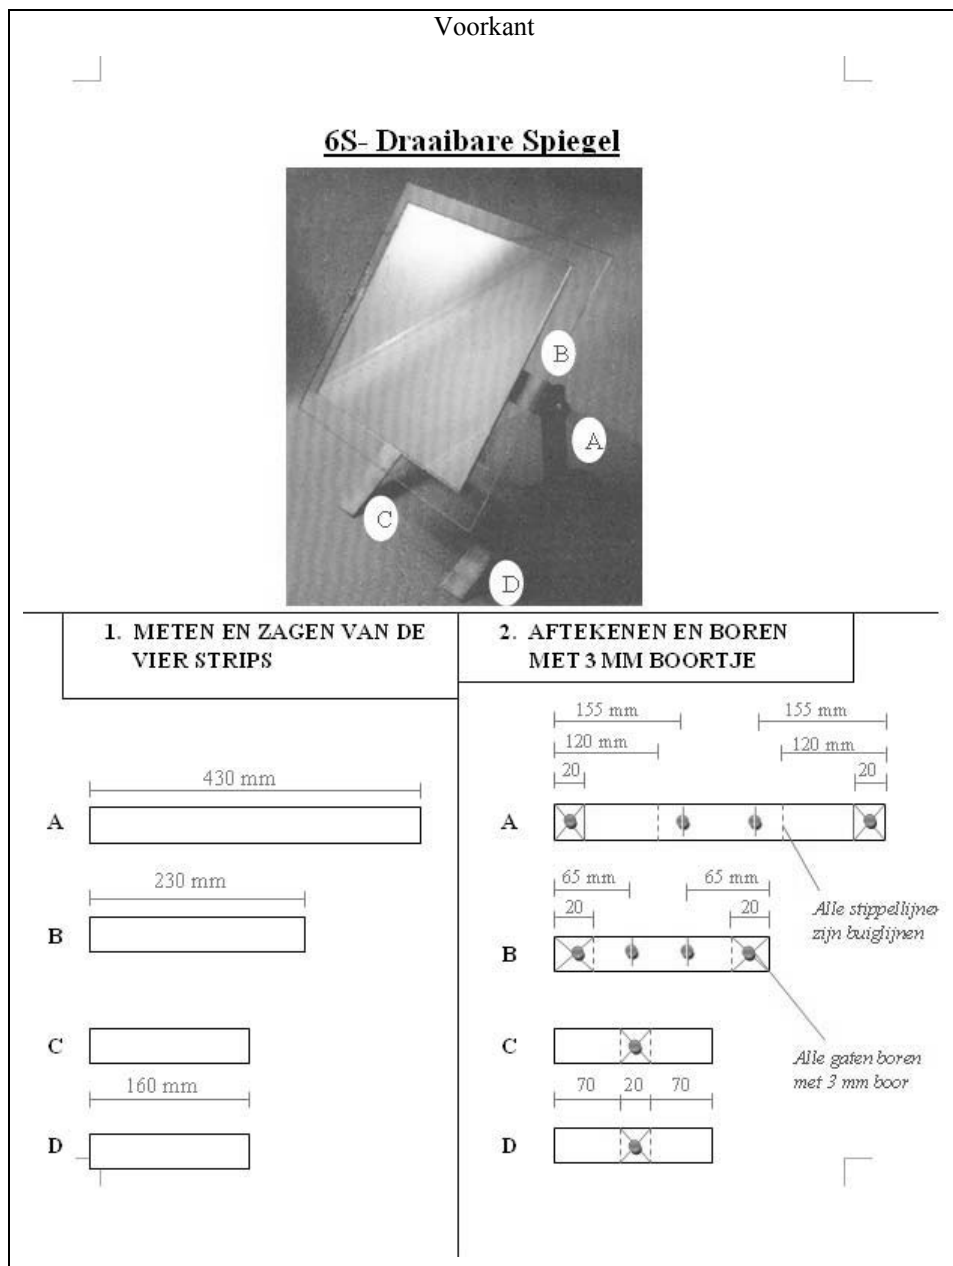 Voorkant
6S- Draaibare Spiegel
B
A
C
D
1. METEN EN ZAGEN VAN DE
VIER STRIPS
430 mm
A
230 mm
B
C
160 mm
D
2. AFTEKENEN EN BOREN
MET 3 MM BOORTJE
155 mm 155 mm
120 mm 120 mm
20 20
A
65 mm 65 mm
20 20
Alle stippellijnen
zijn buiglijnen
B
C
Alle gaten boren
met 3 mm boor
70 20 70
D